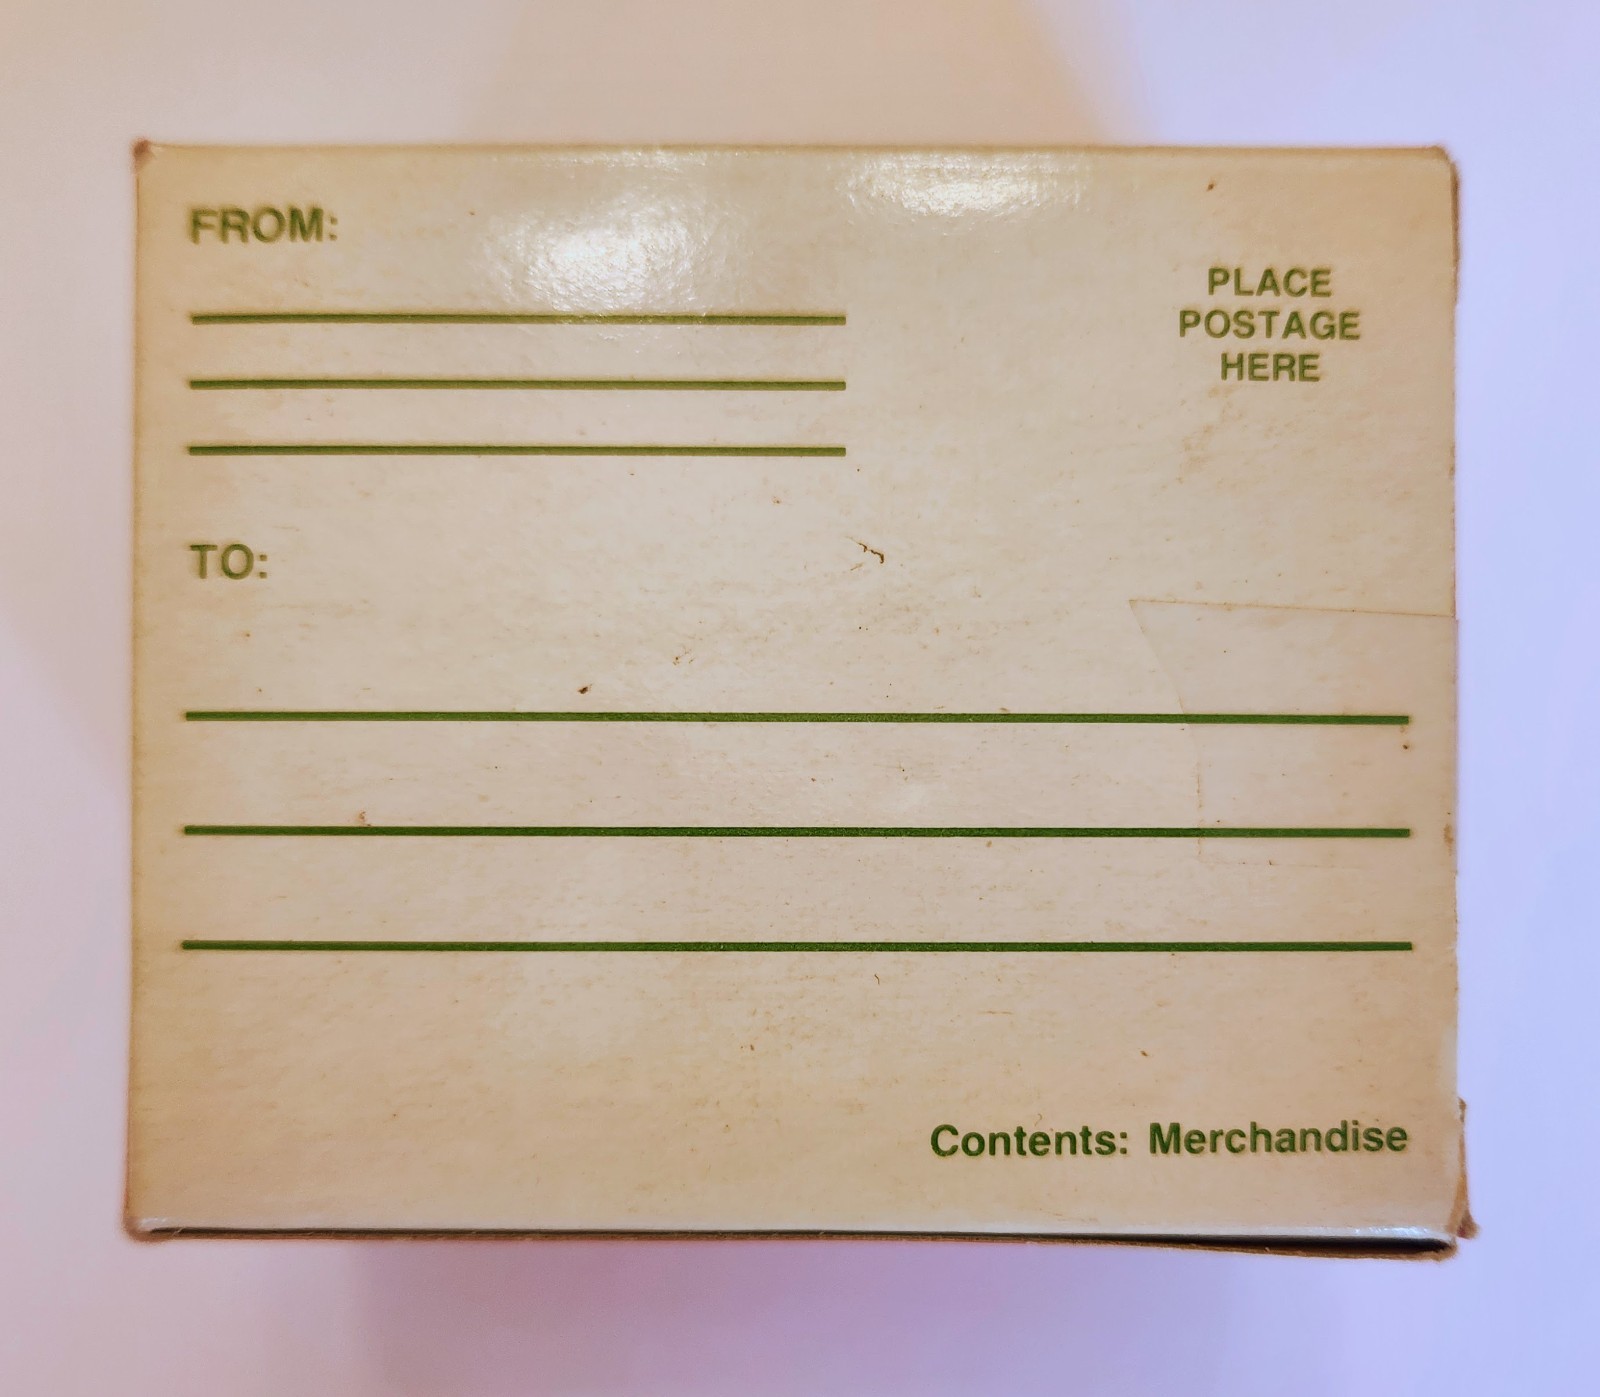 FROM:
PLACE
POSTAGE
HERE
TO:
Contents: Merchandise